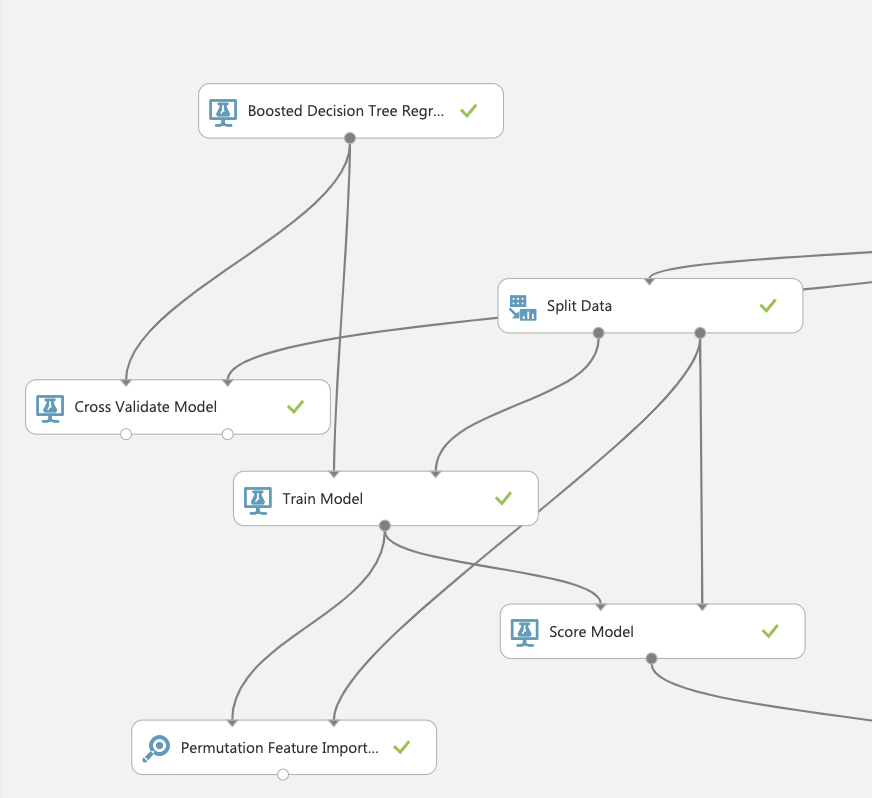 Boosted Decision Tree Regr...
Split Data
Cross Validate Model
Train Model
Score Model
Permutation Feature Import...